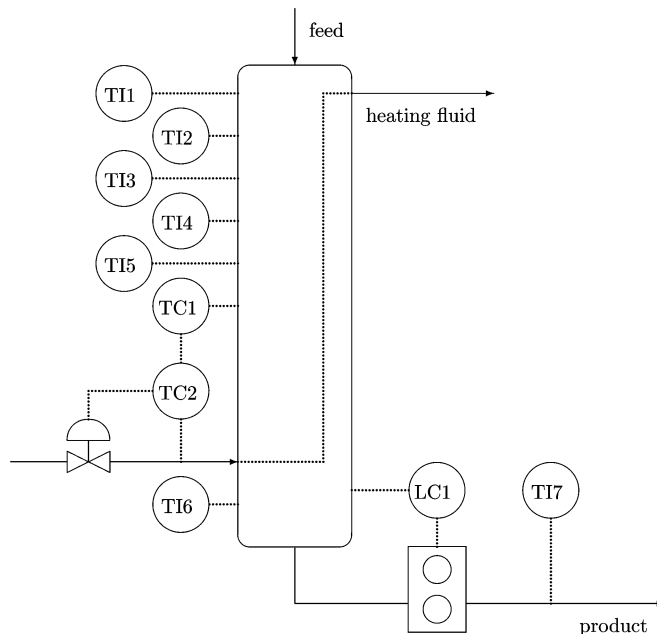 feed
TI1
heating fluid
TI2
TI3
TI4
TI5
TC1
TC2
TI6
LC1
TI7
product